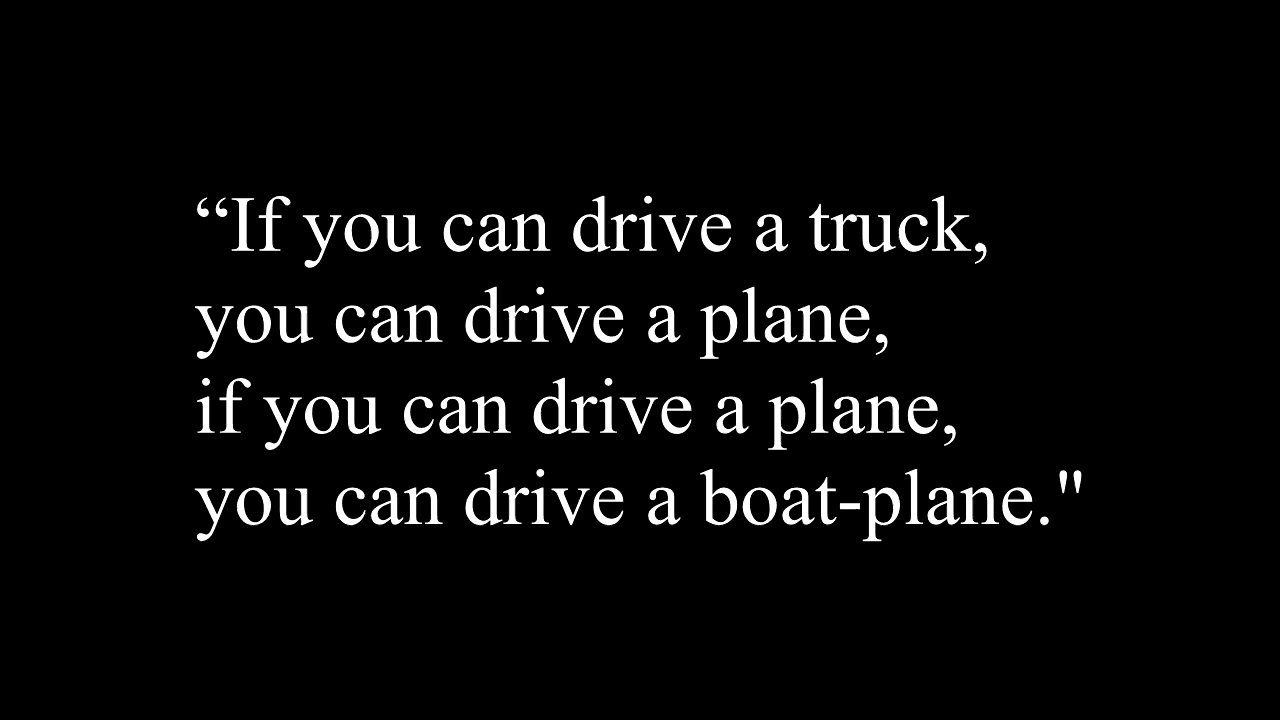 “If you can drive a truck,
you can drive a plane,
if you can drive a plane,
you can drive a boat-plane."